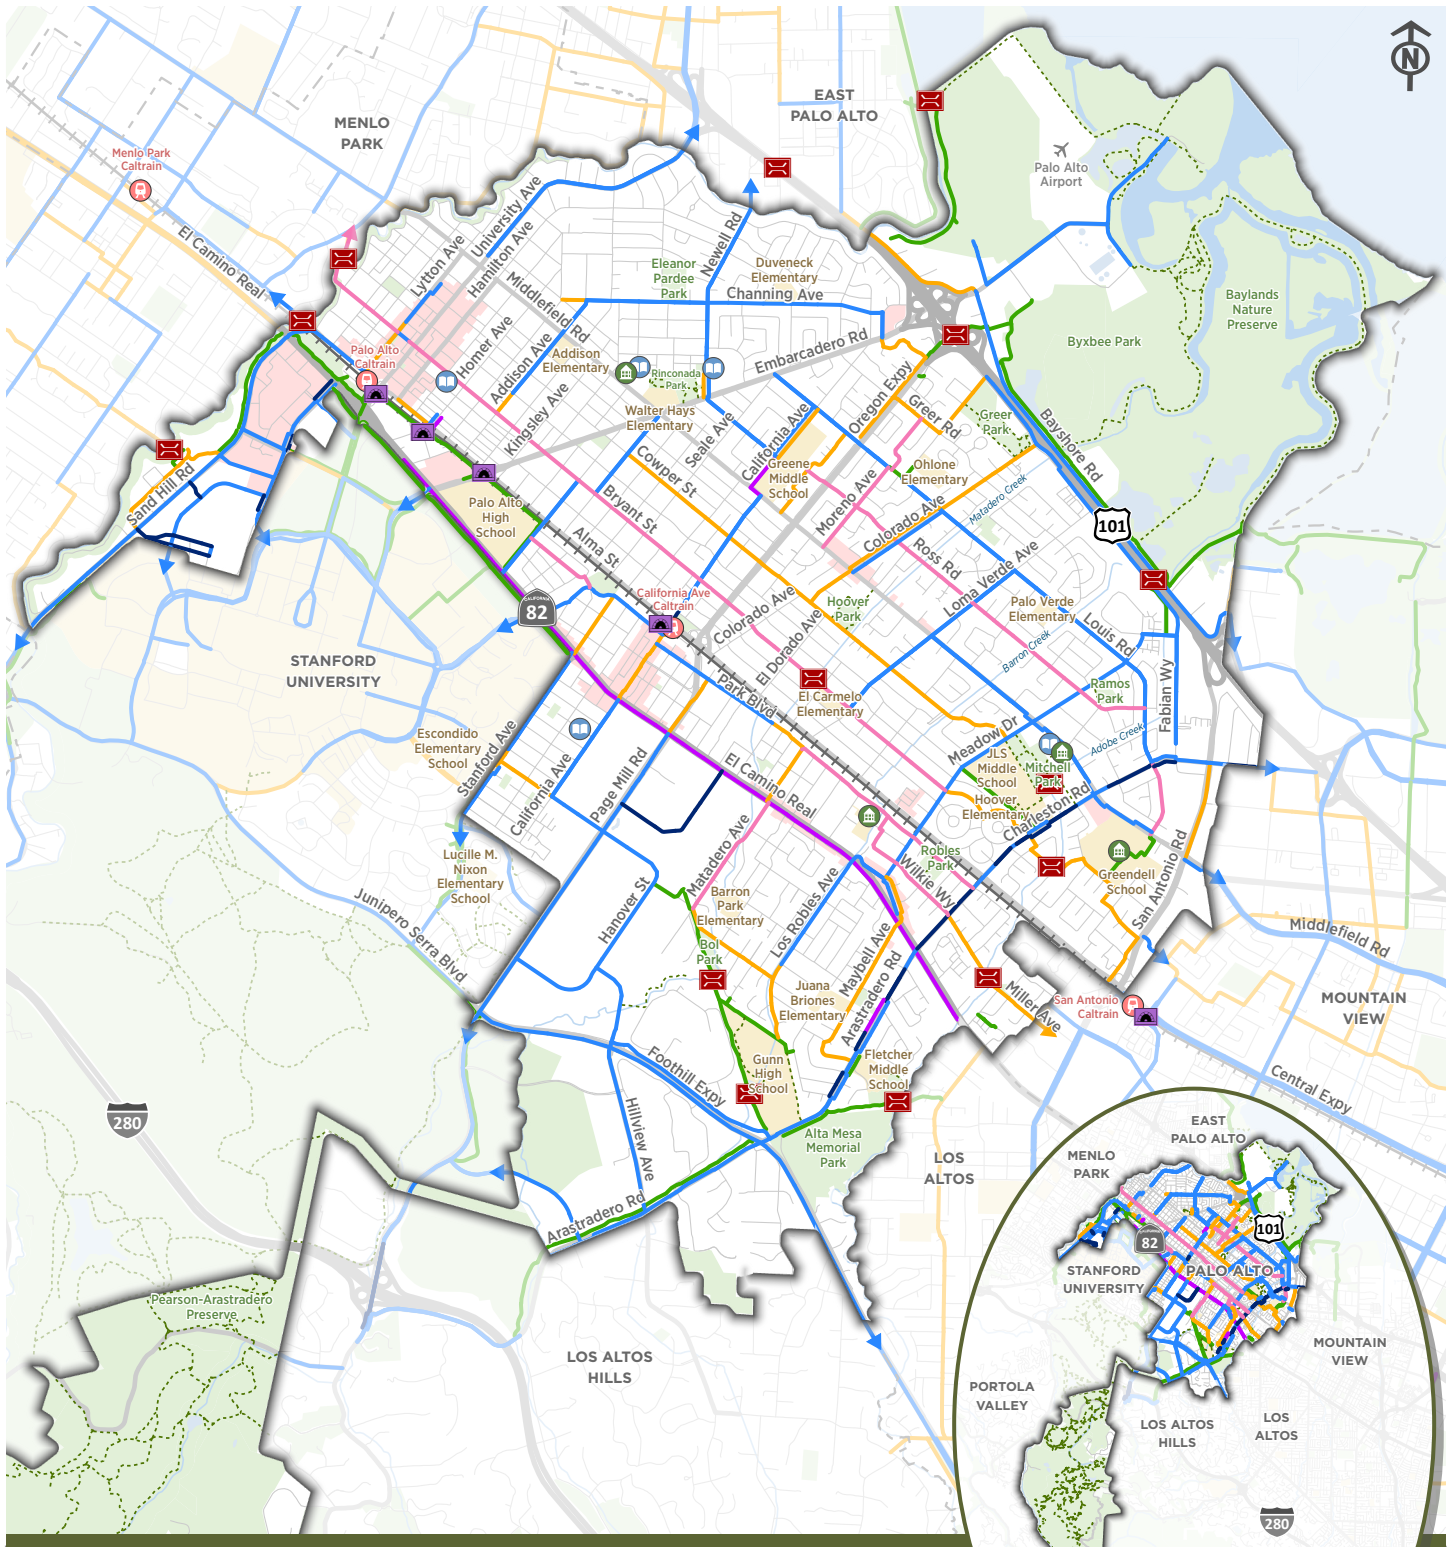 N
EAST
PALO ALTO
MENLO
PARK
Menlo Park
Caltrain
Palo Alto
Airport
El Camino Real
University Ave
Lytton Ave
Hamilton Ave
Newell Rd
Eleanor
Pardee
Park
Duveneck
Elementary
Channing Ave
Middlefield Rd
Baylands
Nature
Preserve
Byxbee Park
Homer Ave
Addison Ave
Addison
Elementary
Embarcadero Rd
Palo Alto
Caltrain
Rinconada
Park
Kingsley Ave
Walter Hays
Elementary
Oregon Expy
Greer Rd
Green
Park
Bayshore Rd
Seale Ave
California Ave
Cowper St
Greene
Middle
School
Ohlone
Elementary
Moreno Ave
Matadero Creek
Sand Hill Rd
Palo Alto
High
School
Bryant St
Alma St
Colorado Ave
Ross Rd
101
82
CALIFORNIA
California Ave
Caltrain
Colorado Ave
Hoover
Park
Loma Verde Ave
Palo Verde
Elementary
Louis Rd
El Dorado Ave
Barron Creek
STANFORD
UNIVERSITY
Park Blvd
El Carmelo
Elementary
Ramos
Park
Fabian Wy
Adobe Creek
Escondido
Elementary
School
Stanford Ave
California Ave
Page Mill Rd
El Camino Real
Meadow Dr
JLS
Middle
School
Mitchell
Park
Hoover
Elementary
Charleston Rd
Lucille M.
Nixon
Elementary
School
Matadero Ave
Robles
Park
Wilkie Wy
Greendell
School
San Antonio Rd
Junipero Serra Blvd
Hanover St
Barron
Park
Elementary
Los Robles Ave
Bol
Park
Maybell Ave
Arastradero Rd
Juana
Briones
Elementary
Middlefield Rd
Miller Ave
San Antonio
Caltrain
MOUNTAIN
VIEW
Foothill Expy
Gunn
High
School
Fletcher
Middle
School
Central Expy
280
Hillview Ave
Alta Mesa
Memorial
Park
LOS
ALTOS
Arastradero Rd
Pearson-Arastradero
Preserve
LOS ALTOS
HILLS
EAST
PALO ALTO
MENLO
PARK
101
82
STANFORD
UNIVERSITY
PALO ALTO
MOUNTAIN
VIEW
PORTOLA
VALLEY
LOS ALTOS
HILLS
LOS
ALTOS
280